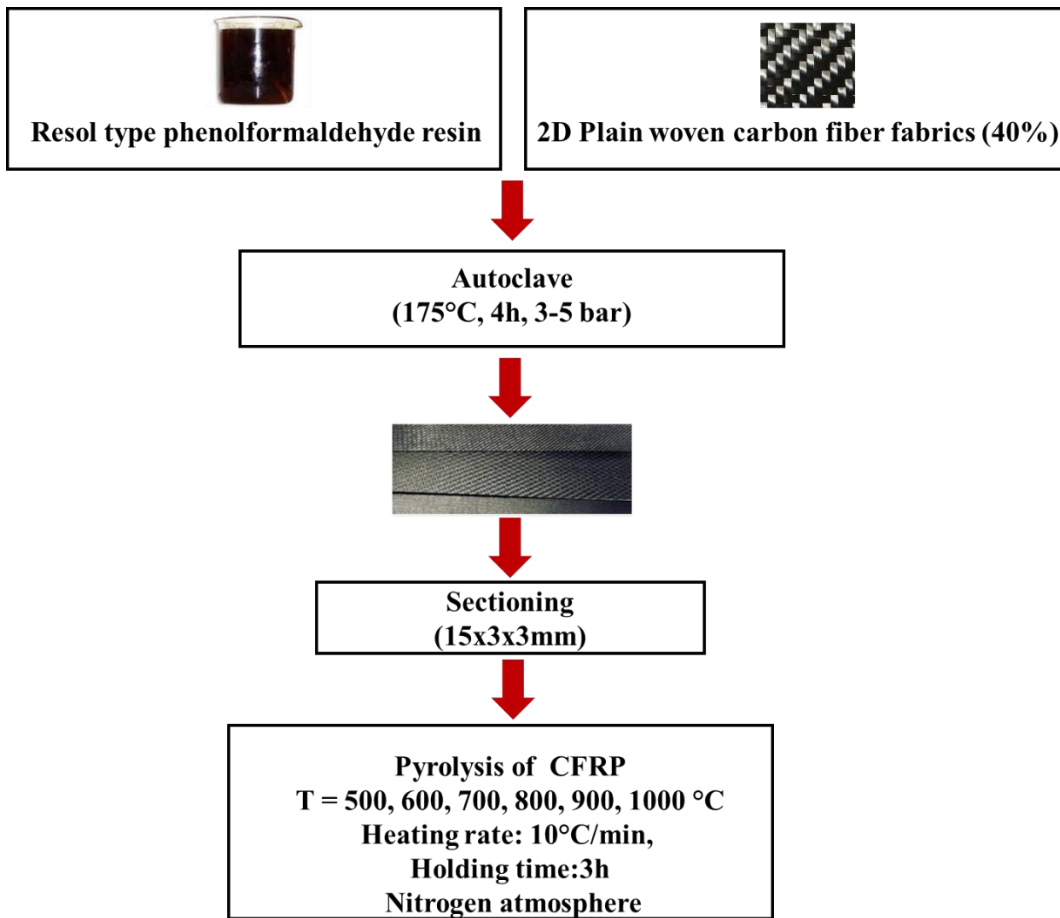 Resol type phenolformaldehyde resin
2D Plain woven carbon fiber fabrics (40%)
Autoclave
(175°C, 4h, 3-5 bar)
Sectioning
(15x3x3mm)
Pyrolysis of CFRP
T = 500, 600, 700, 800, 900, 1000 °C
Heating rate: 10°C/min,
Holding time:3h
Nitrogen atmosphere